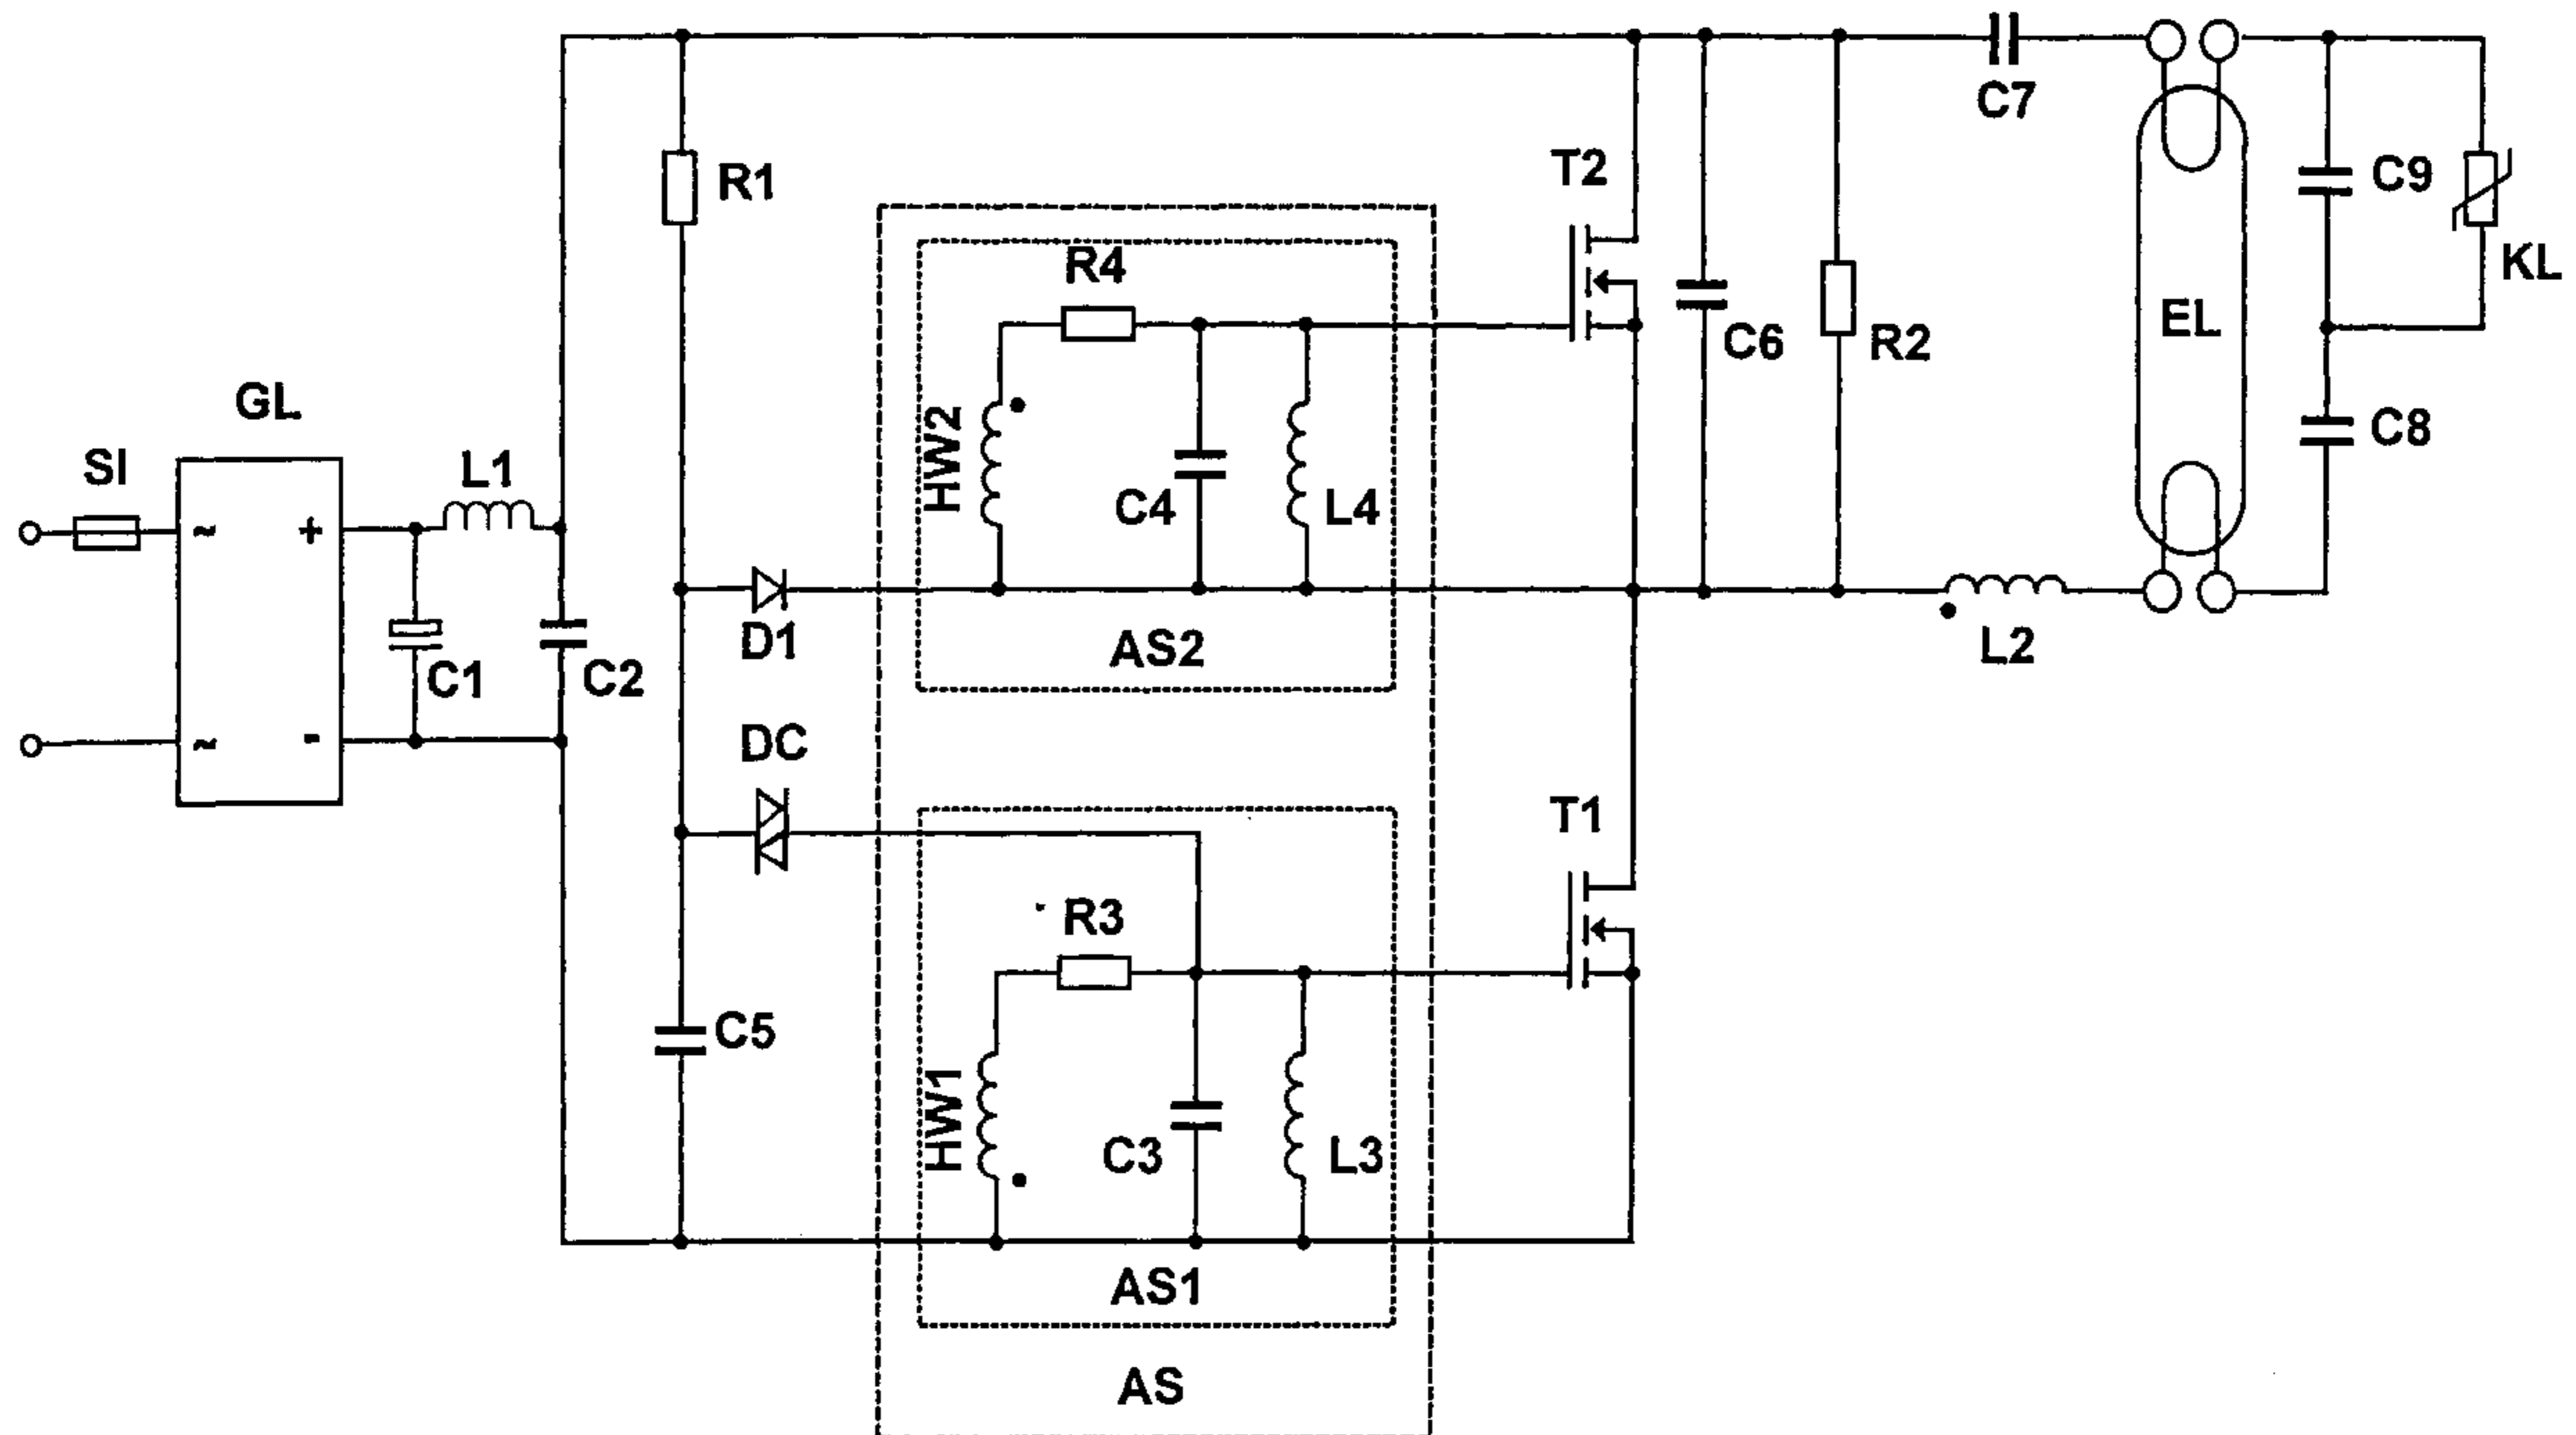 C7
T2
R1
C9
R4
KL
EL
C6
R2
GL
HW2
C8
SI
L1
C4
L4
~
+
D1
AS2
L2
C1
C2
DC
~
-
T1
R3
C5
HW1
C3
L3
AS1
AS